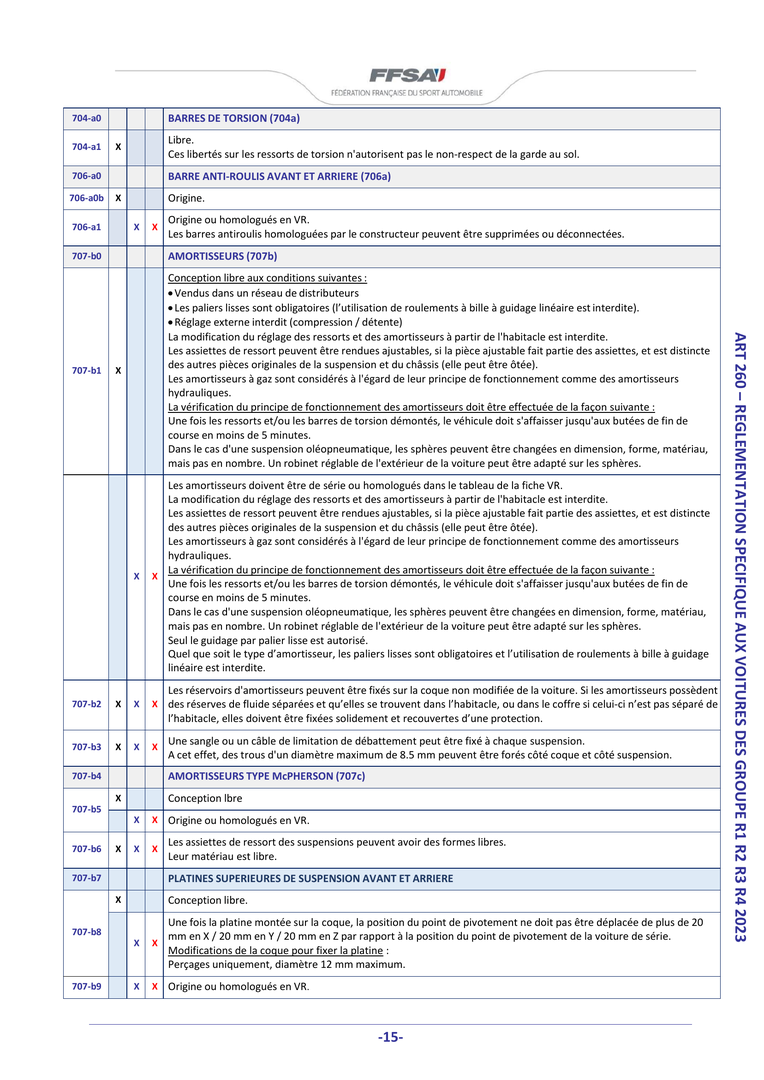 FFSA
FÉDÉRATION FRANÇAISE DU SPORT AUTOMOBILE
704-a0 BARRES DE TORSION (704a)
704-a1 X Libre.
Ces libertés sur les ressorts de torsion n'autorisent pas le non-respect de la garde au sol.
706-a0 BARRE ANTI-ROULIS AVANT ET ARRIERE (706a)
706-a0b X Origine.
706-a1 X X Origine ou homologués en VR.
Les barres antiroulis homologuées par le constructeur peuvent être supprimées ou déconnectées.
707-b0 AMORTISSEURS (707b)
707-b1 X Conception libre aux conditions suivantes :
• Vendus dans un réseau de distributeurs
• Les paliers lisses sont obligatoires (l’utilisation de roulements à bille à guidage linéaire est interdite).
• Réglage externe interdit (compression / détente)
La modification du réglage des ressorts et des amortisseurs à partir de l'habitacle est interdite.
Les assiettes de ressort peuvent être rendues ajustables, si la pièce ajustable fait partie des assiettes, et est distincte
des autres pièces originales de la suspension et du châssis (elle peut être ôtée).
Les amortisseurs à gaz sont considérés à l'égard de leur principe de fonctionnement comme des amortisseurs
hydrauliques.
La vérification du principe de fonctionnement des amortisseurs doit être effectuée de la façon suivante :
Une fois les ressorts et/ou les barres de torsion démontés, le véhicule doit s'affaisser jusqu'aux butées de fin de
course en moins de 5 minutes.
Dans le cas d'une suspension oléopneumatique, les sphères peuvent être changées en dimension, forme, matériau,
mais pas en nombre. Un robinet réglable de l'extérieur de la voiture peut être adapté sur les sphères.
X X Les amortisseurs doivent être de série ou homologués dans le tableau de la fiche VR.
La modification du réglage des ressorts et des amortisseurs à partir de l'habitacle est interdite.
Les assiettes de ressort peuvent être rendues ajustables, si la pièce ajustable fait partie des assiettes, et est distincte
des autres pièces originales de la suspension et du châssis (elle peut être ôtée).
Les amortisseurs à gaz sont considérés à l'égard de leur principe de fonctionnement comme des amortisseurs
hydrauliques.
La vérification du principe de fonctionnement des amortisseurs doit être effectuée de la façon suivante :
Une fois les ressorts et/ou les barres de torsion démontés, le véhicule doit s'affaisser jusqu'aux butées de fin de
course en moins de 5 minutes.
Dans le cas d'une suspension oléopneumatique, les sphères peuvent être changées en dimension, forme, matériau,
mais pas en nombre. Un robinet réglable de l'extérieur de la voiture peut être adapté sur les sphères.
Seul le guidage par palier lisse est autorisé.
Quel que soit le type d’amortisseur, les paliers lisses sont obligatoires et l’utilisation de roulements à bille à guidage
linéaire est interdite.
707-b2 X X X Les réservoirs d'amortisseurs peuvent être fixés sur la coque non modifiée de la voiture. Si les amortisseurs possèdent
des réserves de fluide séparées et qu’elles se trouvent dans l’habitacle, ou dans le coffre si celui-ci n’est pas séparé de
l’habitacle, elles doivent être fixées solidement et recouvertes d’une protection.
707-b3 X X X Une sangle ou un câble de limitation de débattement peut être fixé à chaque suspension.
A cet effet, des trous d'un diamètre maximum de 8.5 mm peuvent être forés côté coque et côté suspension.
707-b4 AMORTISSEURS TYPE McPHERSON (707c)
707-b5 X Conception lbre
X X Origine ou homologués en VR.
707-b6 X X X Les assiettes de ressort des suspensions peuvent avoir des formes libres.
Leur matériau est libre.
707-b7 PLATINES SUPERIEURES DE SUSPENSION AVANT ET ARRIERE
707-b8 X Conception libre.
X X Une fois la platine montée sur la coque, la position du point de pivotement ne doit pas être déplacée de plus de 20
mm en X / 20 mm en Y / 20 mm en Z par rapport à la position du point de pivotement de la voiture de série.
Modifications de la coque pour fixer la platine :
Perçages uniquement, diamètre 12 mm maximum.
707-b9 X X Origine ou homologués en VR.
ART 260 – REGLEMENTATION SPECIFIQUE AUX VOITURES DES GROUPE R1 R2 R3 R4 2023
-15-